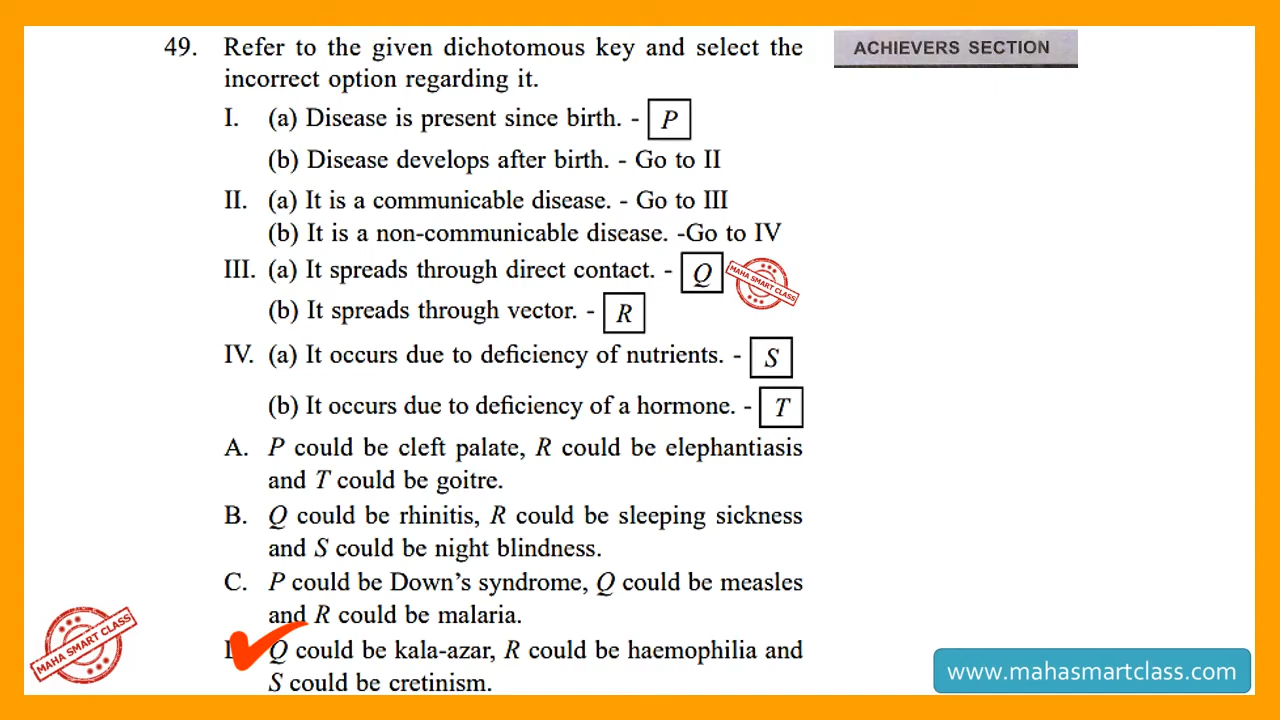 49. Refer to the given dichotomous key and select the
incorrect option regarding it.
ACHIEVERS SECTION
I. (a) Disease is present since birth. - P
(b) Disease develops after birth. - Go to II
II. (a) It is a communicable disease. - Go to III
(b) It is a non-communicable disease. -Go to IV
III. (a) It spreads through direct contact. - Q
MAHA SMART CLASS
(b) It spreads through vector. - R
IV. (a) It occurs due to deficiency of nutrients. - S
(b) It occurs due to deficiency of a hormone. - T
A. P could be cleft palate, R could be elephantiasis
and T could be goitre.
B. Q could be rhinitis, R could be sleeping sickness
and S could be night blindness.
C. P could be Down's syndrome, Q could be measles
and R could be malaria.
Q could be kala-azar, R could be haemophilia and
S could be cretinism.
MAHA SMART CLASS
www.mahasmartclass.com